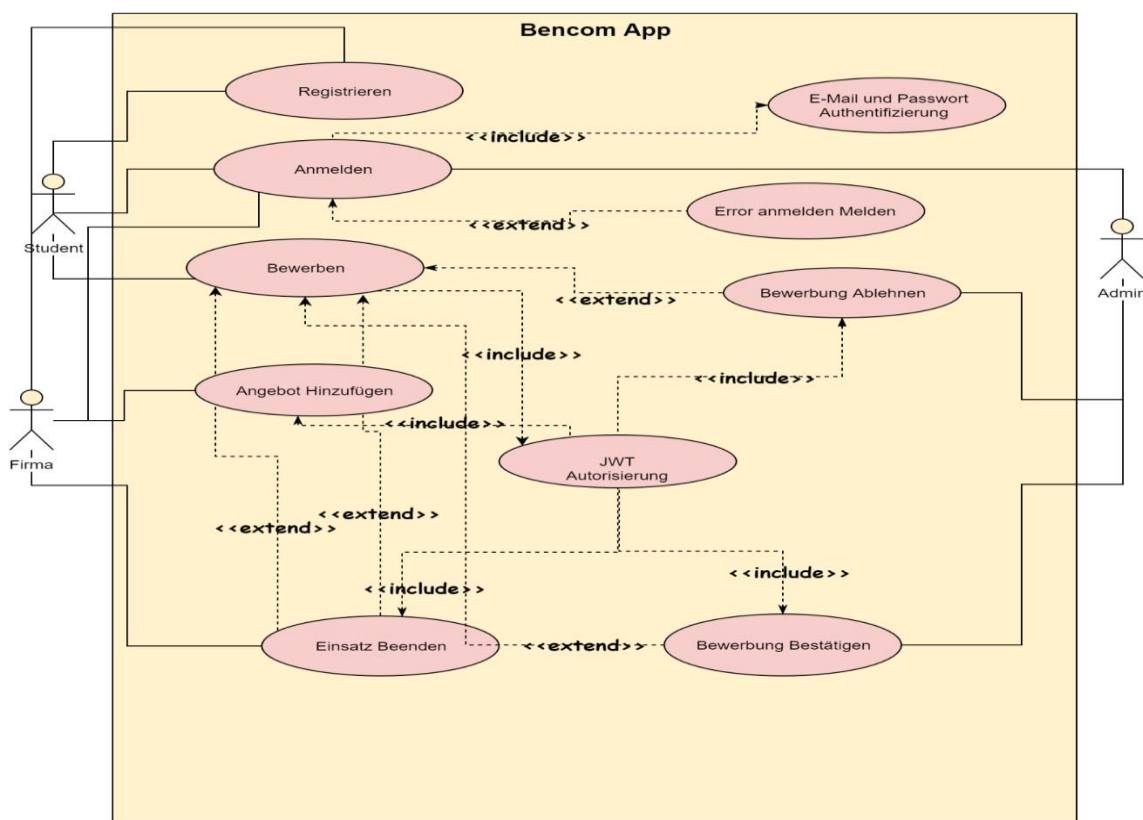 Bencom App
Registrieren
E-Mail und Passwort
Authentifizierung
<<include>>
Anmelden
Error anmelden Melden
<<extend>>
Student
Bewerben
Admin
Bewerbung Ablehnen
<<extend>>
<<include>>
<<include>>
Angebot Hinzufügen
<<include>>
Firma
JWT
Autorisierung
<<extend>>
<<extend>>
<<include>>
<<include>>
Einsatz Beenden
<<extend>>
Bewerbung Bestätigen